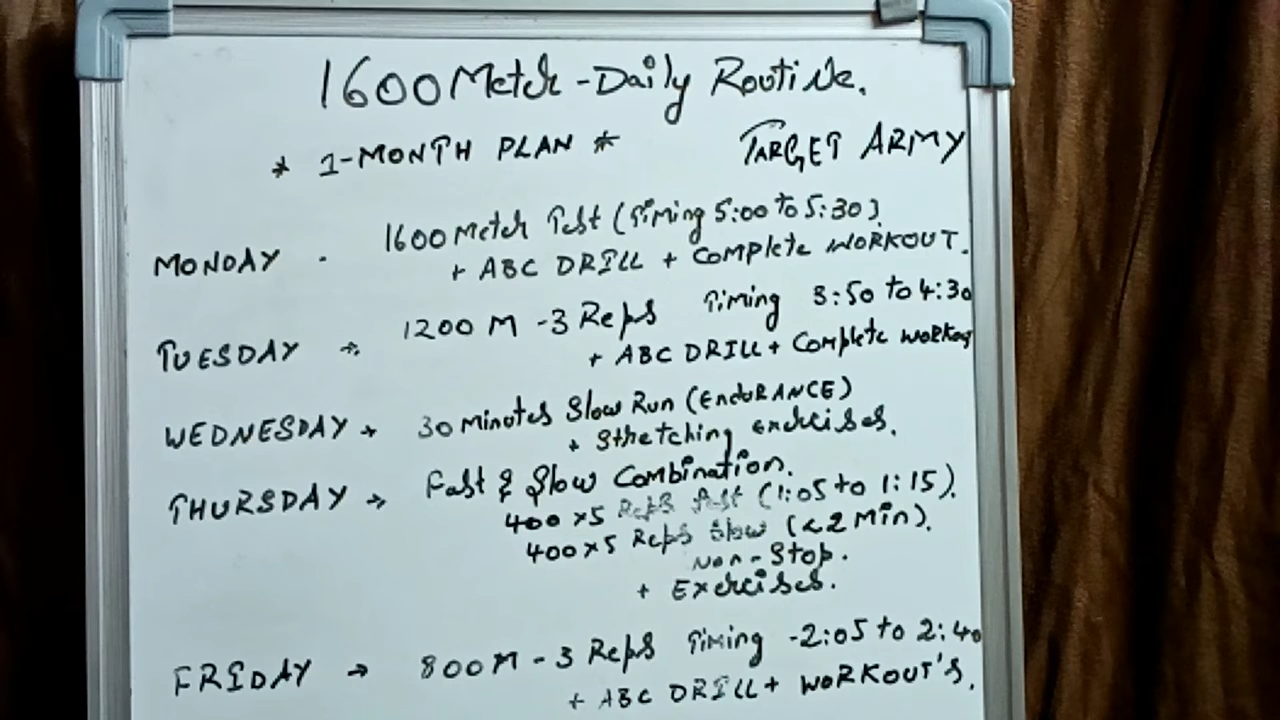 1600 Meter - Daily Routine.
* 1-MONTH PLAN * TARGET ARMY
MONDAY - 1600 Meter Test (Timing 5:00 to 5:30)
+ ABC DRILL + Complete WORKOUT.
TUESDAY → 1200 M - 3 Reps Timing 3:50 to 4:30
+ ABC DRILL + Complete Workout
WEDNESDAY → 30 Minutes Slow Run (ENDURANCE)
+ Stretching exercises.
THURSDAY → Fast & Slow Combination.
400 x 5 Reps fast (1:05 to 1:15).
400 x 5 Reps Slow (<2 Min).
Non-Stop.
+ Exercises.
FRIDAY → 800 M - 3 Reps Timing - 2:05 to 2:40
+ ABC DRILL + WORKOUT'S.